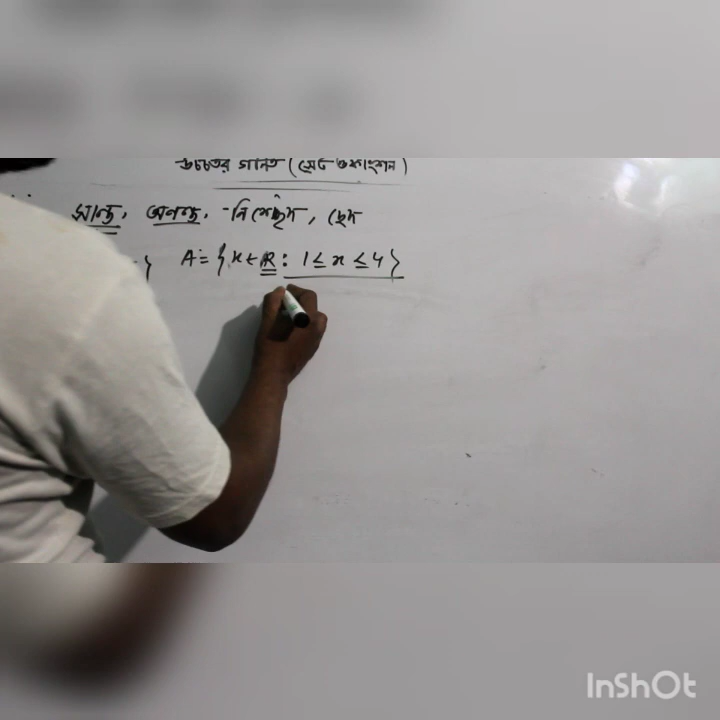 উচ্চতর গণিত (সেট ও ফাংশন)
সান্ত, অনন্ত, নিশ্ছেদ, ছেদ
} A = {x ∈ R : 1 ≤ x ≤ 4}
InShOt